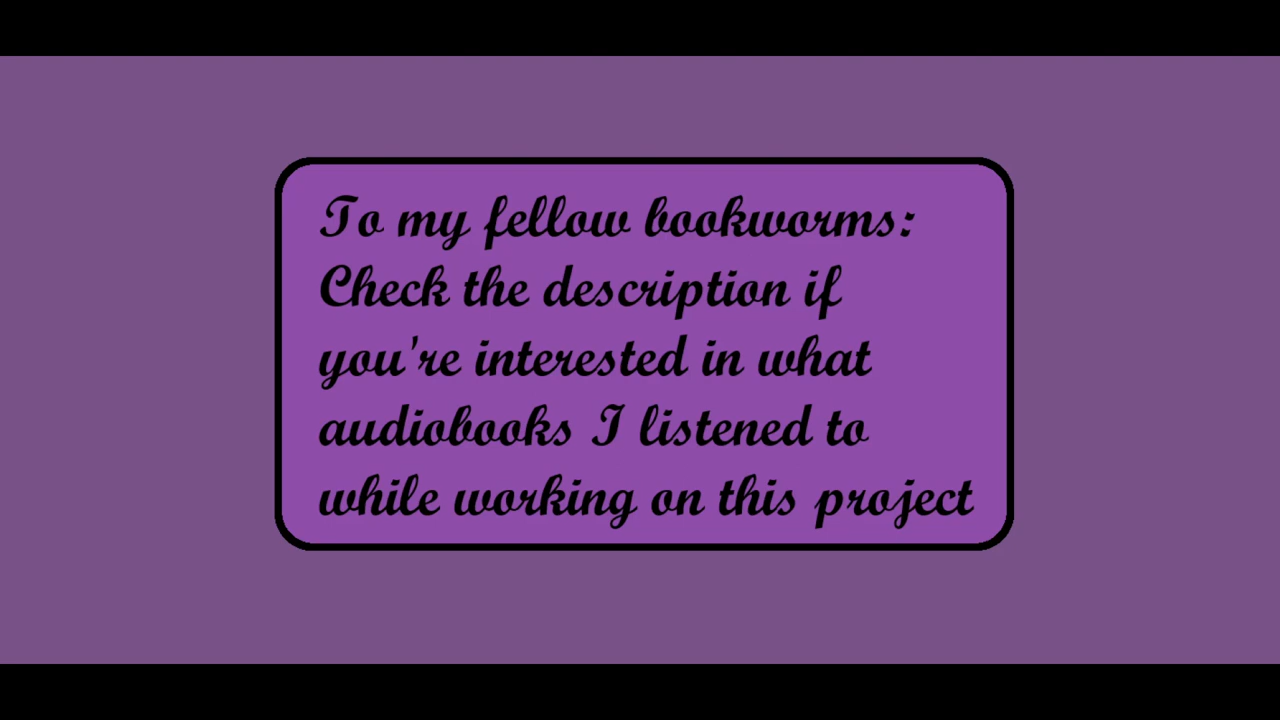 To my fellow bookworms:
Check the description if
you're interested in what
audiobooks I listened to
while working on this project